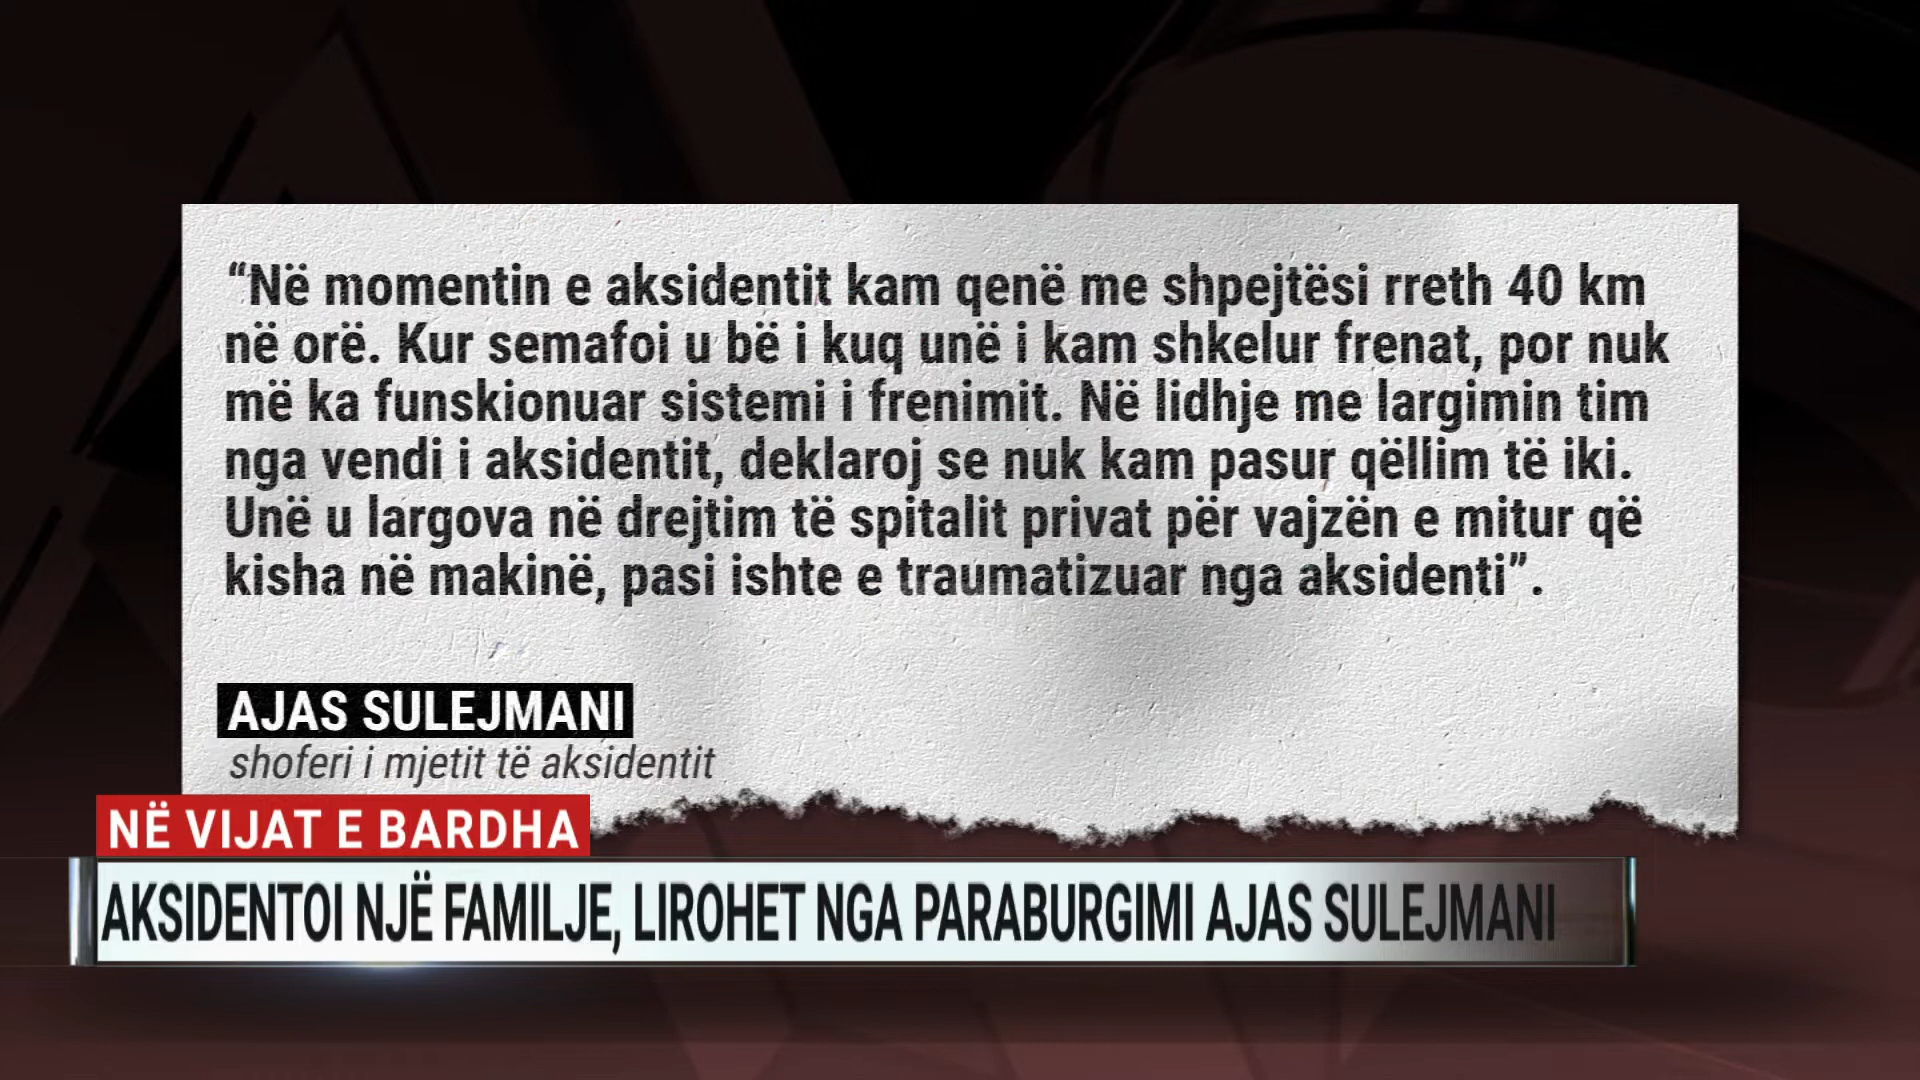 “Në momentin e aksidentit kam qenë me shpejtësi rreth 40 km
në orë. Kur semafoi u bë i kuq unë i kam shkelur frenat, por nuk
më ka funskionuar sistemi i frenimit. Në lidhje me largimin tim
nga vendi i aksidentit, deklaroj se nuk kam pasur qëllim të iki.
Unë u largova në drejtim të spitalit privat për vajzën e mitur që
kisha në makinë, pasi ishte e traumatizuar nga aksidenti”.
AJAS SULEJMANI
shoferi i mjetit të aksidentit
NË VIJAT E BARDHA
AKSIDENTOI NJË FAMILJE, LIROHET NGA PARABURGIMI AJAS SULEJMANI